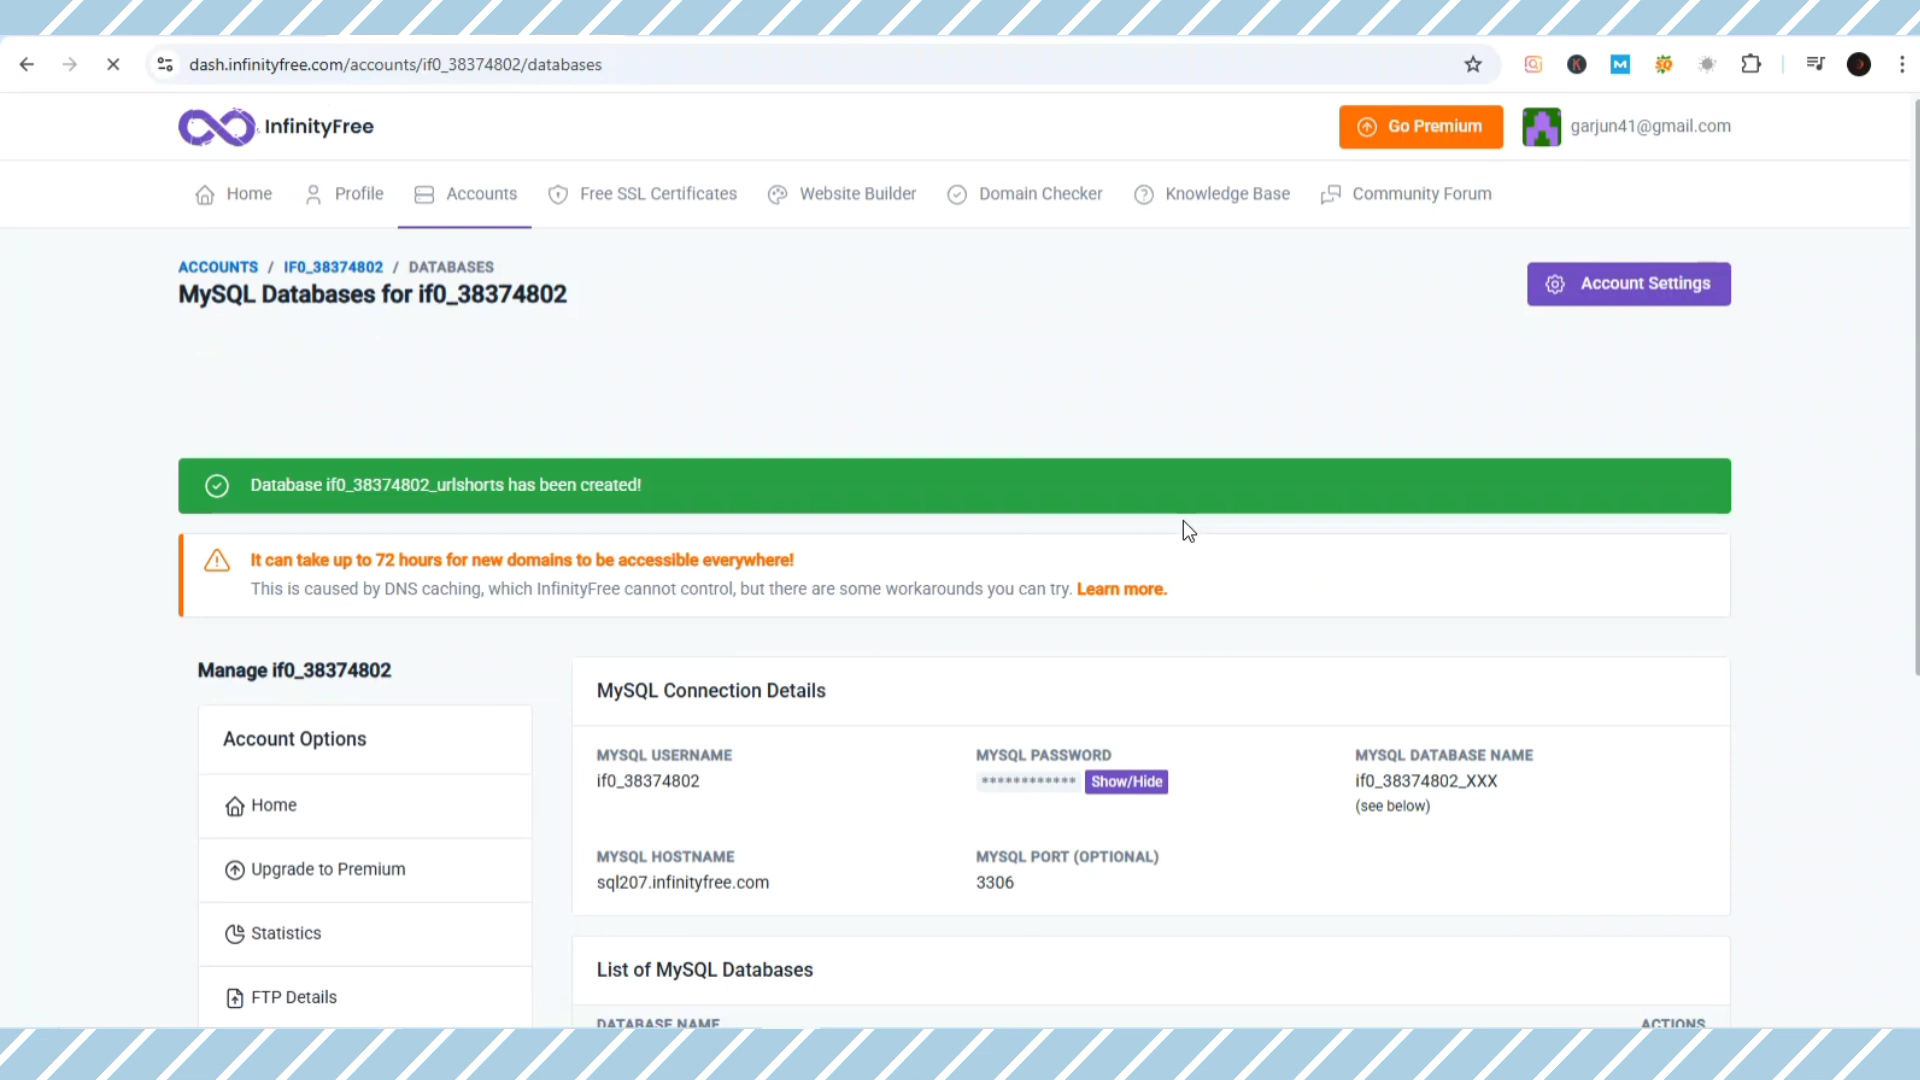 dash.infinityfree.com/accounts/if0_38374802/databases
InfinityFree
Go Premium
garjun41@gmail.com
Home
Profile
Accounts
Free SSL Certificates
Website Builder
Domain Checker
Knowledge Base
Community Forum
ACCOUNTS / IF0_38374802 / DATABASES
MySQL Databases for if0_38374802
Account Settings
Database if0_38374802_urlshorts has been created!
It can take up to 72 hours for new domains to be accessible everywhere!
This is caused by DNS caching, which InfinityFree cannot control, but there are some workarounds you can try. Learn more.
Manage if0_38374802
Account Options
Home
Upgrade to Premium
Statistics
FTP Details
MySQL Connection Details
MYSQL USERNAME
if0_38374802
MYSQL PASSWORD
************ Show/Hide
MYSQL DATABASE NAME
if0_38374802_XXX
(see below)
MYSQL HOSTNAME
sql207.infinityfree.com
MYSQL PORT (OPTIONAL)
3306
List of MySQL Databases
DATABASE NAME
ACTIONS